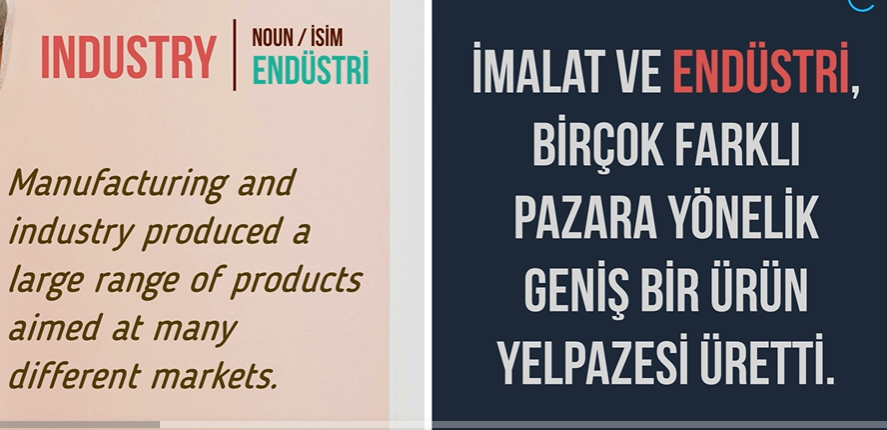 INDUSTRY
NOUN / İSİM
ENDÜSTRİ
Manufacturing and
industry produced a
large range of products
aimed at many
different markets.
İMALAT VE ENDÜSTRİ,
BİRÇOK FARKLI
PAZARA YÖNELİK
GENİŞ BİR ÜRÜN
YELPAZESİ ÜRETTİ.